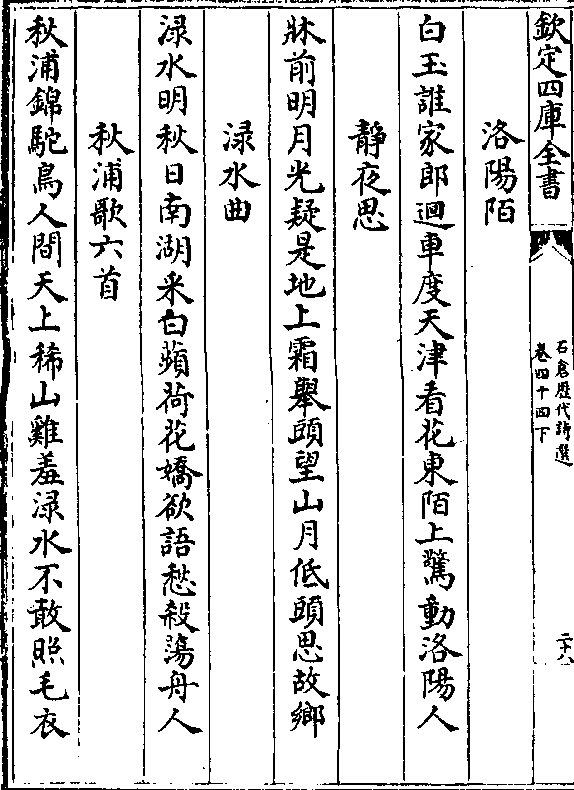 欽定四庫全書
石倉歴代詩選
卷四十四下
二十八
洛陽陌
白玉誰家郎迴車度天津看花東陌上驚動洛陽人
靜夜思
牀前明月光疑是地上霜舉頭望山月低頭思故鄉
淥水曲
淥水明秋日南湖采白蘋荷花嬌欲語愁殺蕩舟人
秋浦歌六首
秋浦錦駝鳥人間天上稀山雞羞淥水不敢照毛衣